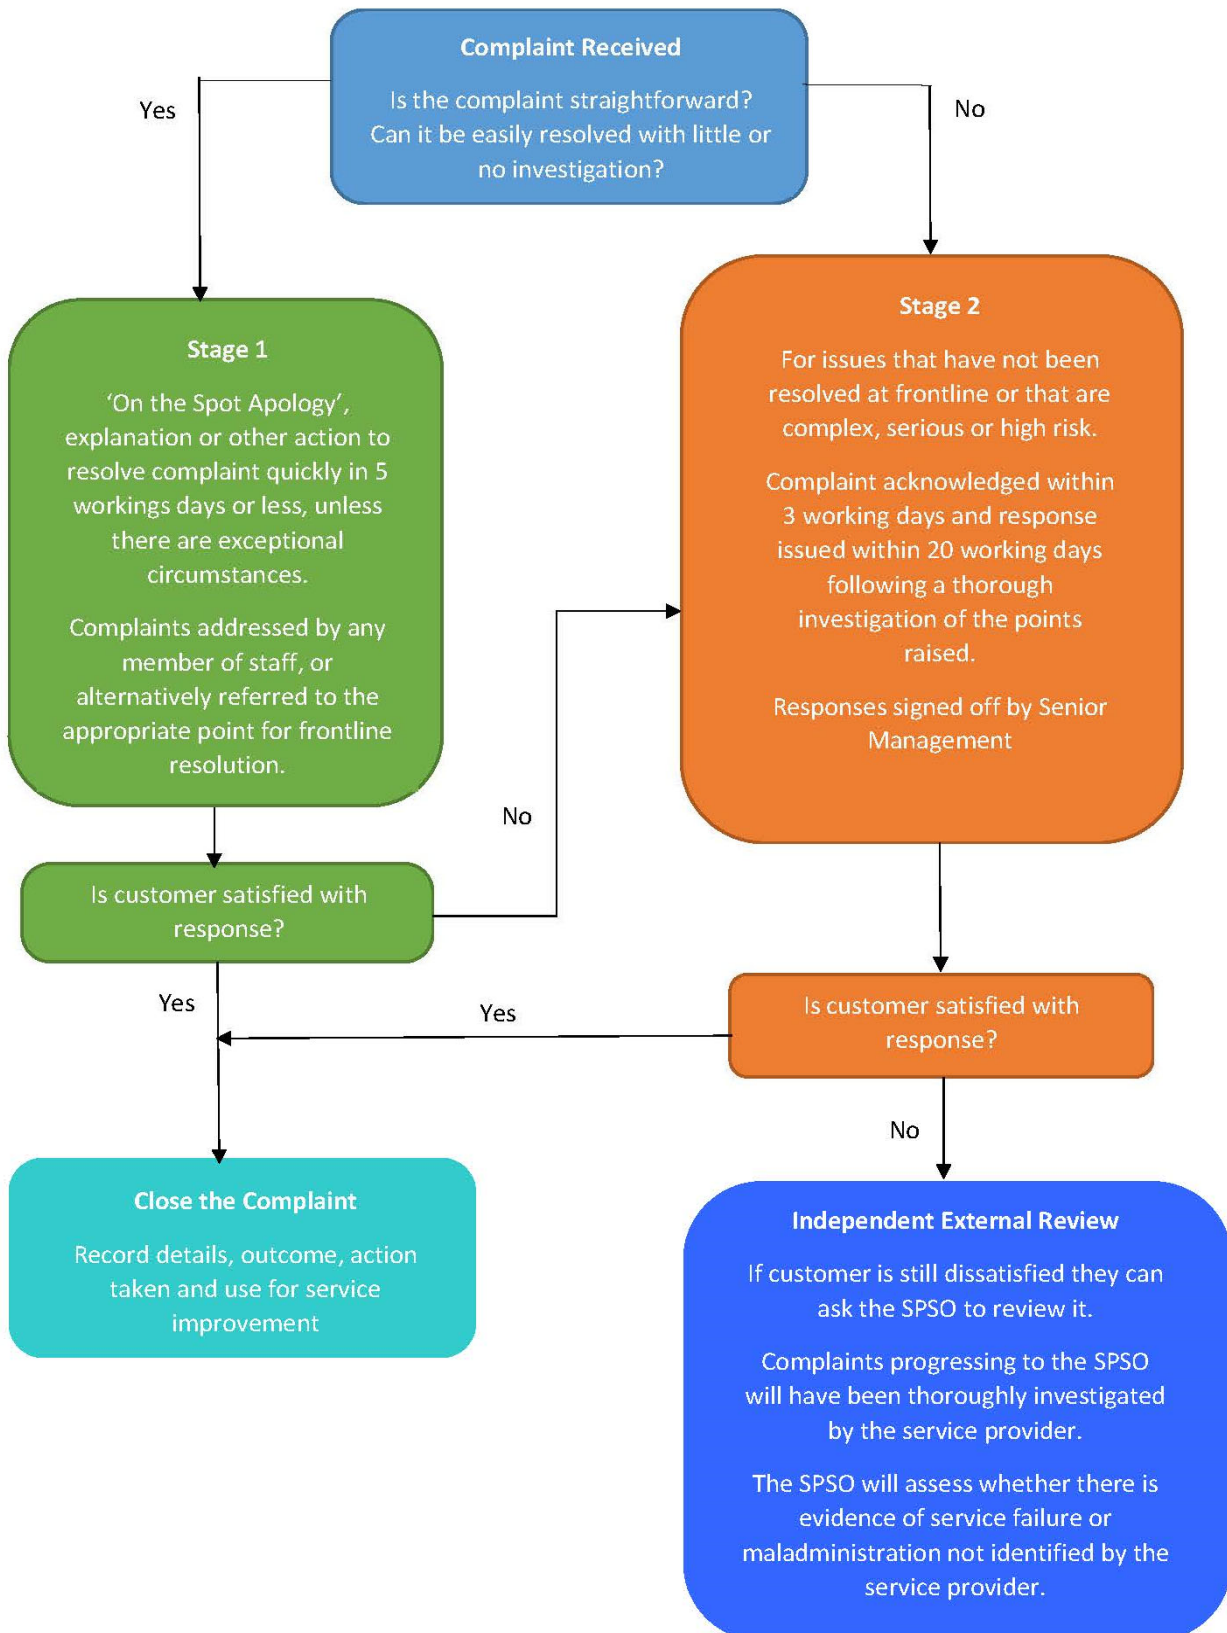 Complaint Received
Is the complaint straightforward?
Can it be easily resolved with little or
no investigation?
Yes
No
Stage 1
‘On the Spot Apology’,
explanation or other action to
resolve complaint quickly in 5
workings days or less, unless
there are exceptional
circumstances.
Complaints addressed by any
member of staff, or
alternatively referred to the
appropriate point for frontline
resolution.
Stage 2
For issues that have not been
resolved at frontline or that are
complex, serious or high risk.
Complaint acknowledged within
3 working days and response
issued within 20 working days
following a thorough
investigation of the points
raised.
Responses signed off by Senior
Management
No
Is customer satisfied with
response?
Yes
Yes
Is customer satisfied with
response?
No
Close the Complaint
Record details, outcome, action
taken and use for service
improvement
Independent External Review
If customer is still dissatisfied they can
ask the SPSO to review it.
Complaints progressing to the SPSO
will have been thoroughly investigated
by the service provider.
The SPSO will assess whether there is
evidence of service failure or
maladministration not identified by the
service provider.